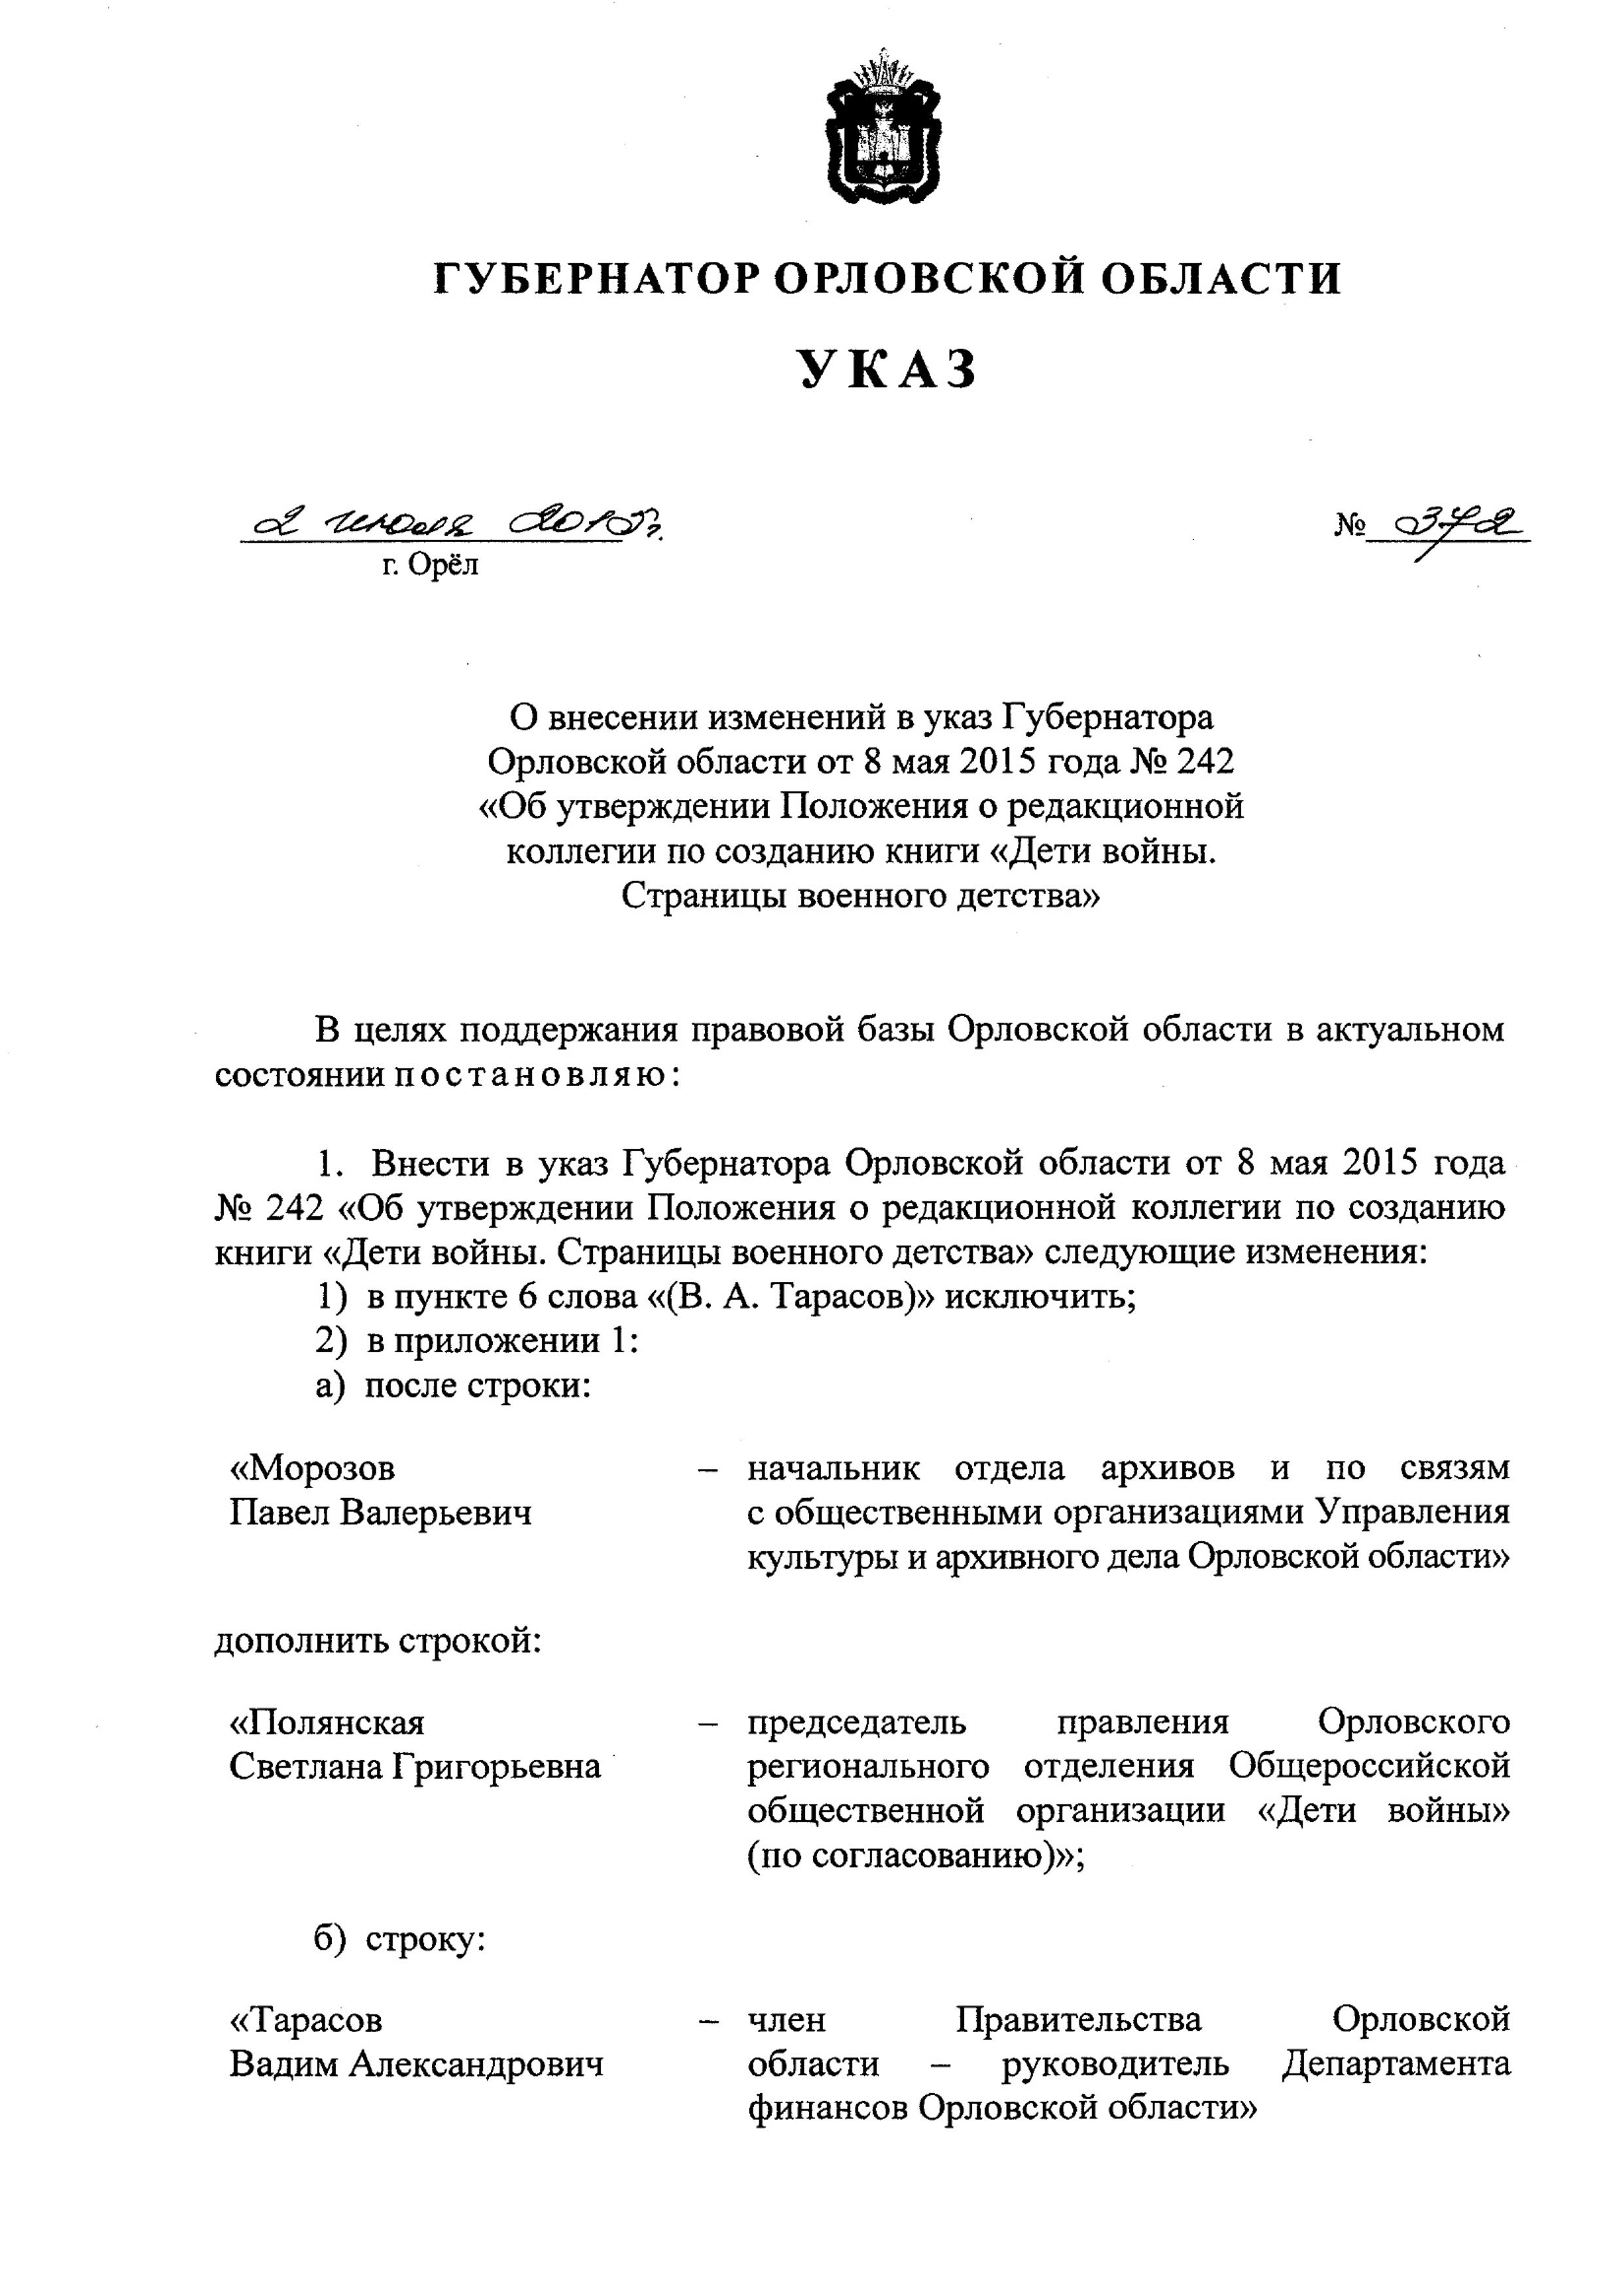 ГУБЕРНАТОР ОРЛОВСКОЙ ОБЛАСТИ
УКАЗ
2 июля 2015г. № 372
г. Орёл
О внесении изменений в указ Губернатора
Орловской области от 8 мая 2015 года № 242
«Об утверждении Положения о редакционной
коллегии по созданию книги «Дети войны.
Страницы военного детства»
В целях поддержания правовой базы Орловской области в актуальном
состоянии постановляю:
1. Внести в указ Губернатора Орловской области от 8 мая 2015 года
№ 242 «Об утверждении Положения о редакционной коллегии по созданию
книги «Дети войны. Страницы военного детства» следующие изменения:
1) в пункте 6 слова «(В. А. Тарасов)» исключить;
2) в приложении 1:
а) после строки:
«Морозов – начальник отдела архивов и по связям
Павел Валерьевич с общественными организациями Управления
культуры и архивного дела Орловской области»
дополнить строкой:
«Полянская – председатель правления Орловского
Светлана Григорьевна регионального отделения Общероссийской
общественной организации «Дети войны»
(по согласованию)»;
б) строку:
«Тарасов – член Правительства Орловской
Вадим Александрович области – руководитель Департамента
финансов Орловской области»